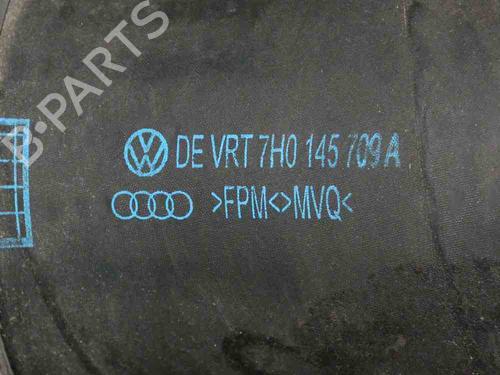 B-PARTS
DE VRT 7H0 145 709 A
>FPM<>MVQ<